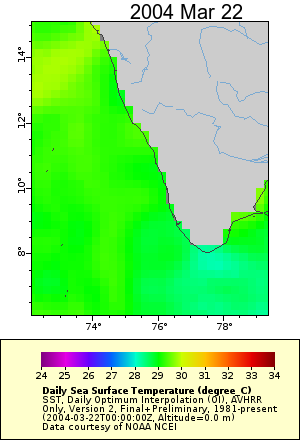 2004 Mar 22
14°
12°
10°
8°
74° 76° 78°
24 25 26 27 28 29 30 31 32 33 34
Daily Sea Surface Temperature (degree_C)
SST, Daily Optimum Interpolation (OI), AVHRR
Only, Version 2, Final+Preliminary, 1981-present
(2004-03-22T00:00:00Z, Altitude=0.0 m)
Data courtesy of NOAA NCEI